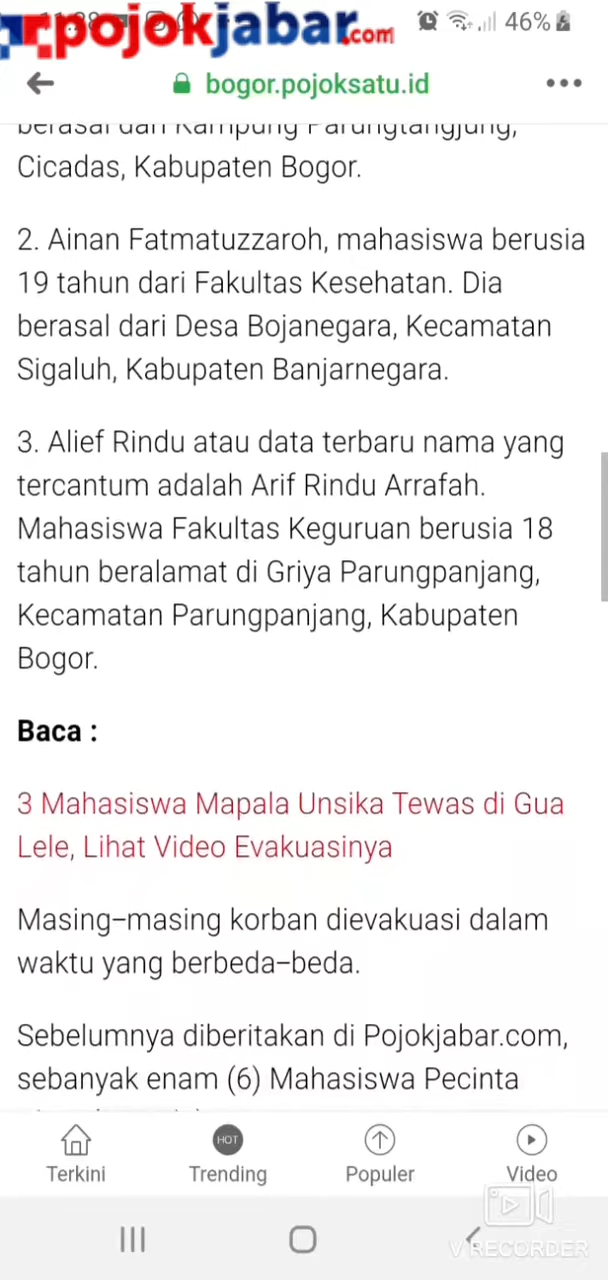 pojokjabar.com
46%
bogor.pojoksatu.id
berasal dari Kampung Parungtangjung,
Cicadas, Kabupaten Bogor.
2. Ainan Fatmatuzzaroh, mahasiswa berusia
19 tahun dari Fakultas Kesehatan. Dia
berasal dari Desa Bojanegara, Kecamatan
Sigaluh, Kabupaten Banjarnegara.
3. Alief Rindu atau data terbaru nama yang
tercantum adalah Arif Rindu Arrafah.
Mahasiswa Fakultas Keguruan berusia 18
tahun beralamat di Griya Parungpanjang,
Kecamatan Parungpanjang, Kabupaten
Bogor.
Baca :
3 Mahasiswa Mapala Unsika Tewas di Gua
Lele, Lihat Video Evakuasinya
Masing-masing korban dievakuasi dalam
waktu yang berbeda-beda.
Sebelumnya diberitakan di Pojokjabar.com,
sebanyak enam (6) Mahasiswa Pecinta
HOT
Terkini Trending Populer Video
V RECORDER